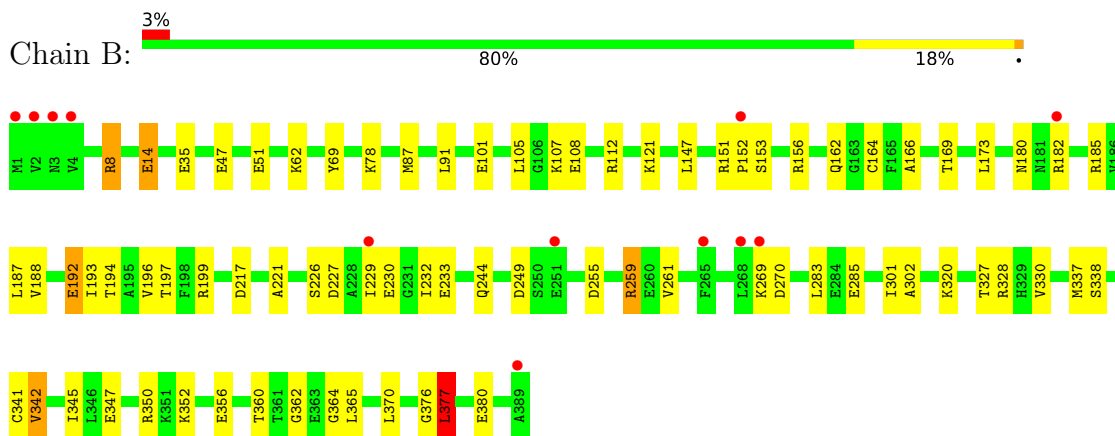 3%
Chain B:
80%
18%
•
M1 V2 N3 V4 R8 E14 E35 E47 E51 K62 Y69 K78 M87 L91 E101 L105 G106 K107 E108 R112 K121 L147 R151 P152 S153 R156 Q162 G163 C164 F165 A166 T169 L173 N180 N181 R182 R185
L187 V188 E192 I193 T194 A195 V196 T197 F198 R199 D217 A221 S226 D227 A228 I229 E230 G231 I232 E233 Q244 D249 S250 E251 D255 R259 E260 V261 F265 L268 K269 D270 L283 E284 E285 I301 A302 K320 T327 R328 H329 V330 M337 S338
C341 V342 I345 L346 E347 R350 K351 K352 E356 T360 T361 G362 E363 G364 L365 L370 G376 L377 E380 A389